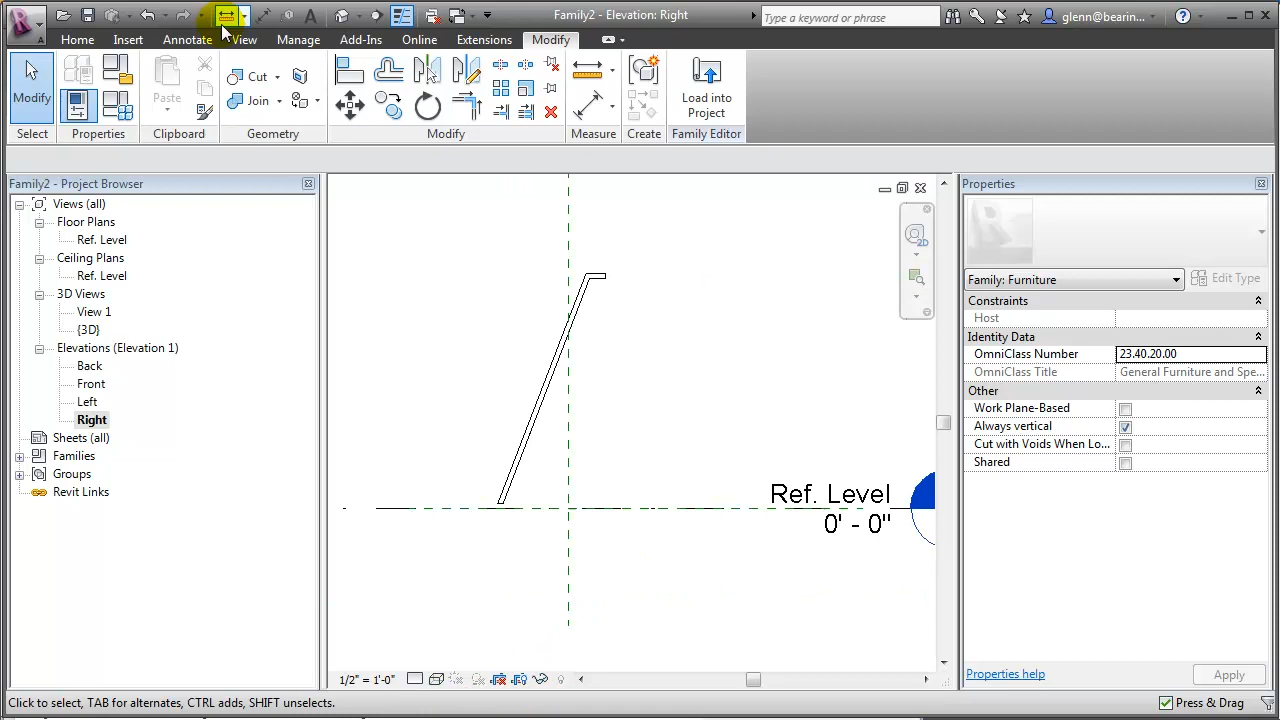 Family2 - Elevation: Right
Type a keyword or phrase
glenn@bearin...
Home
Insert
Annotate
View
Manage
Add-Ins
Online
Extensions
Modify
Modify
Paste
Cut
Join
Load into
Project
Select
Properties
Clipboard
Geometry
Modify
Measure
Create
Family Editor
Family2 - Project Browser
Views (all)
Floor Plans
Ref. Level
Ceiling Plans
Ref. Level
3D Views
View 1
{3D}
Elevations (Elevation 1)
Back
Front
Left
Right
Sheets (all)
Families
Groups
Revit Links
2D
Ref. Level
0' - 0"
1/2" = 1'-0"
Properties
Family: Furniture
Edit Type
Constraints
Host
Identity Data
OmniClass Number
23.40.20.00
OmniClass Title
General Furniture and Spe...
Other
Work Plane-Based
Always vertical
Cut with Voids When Lo...
Shared
Properties help
Apply
Click to select, TAB for alternates, CTRL adds, SHIFT unselects.
Press & Drag